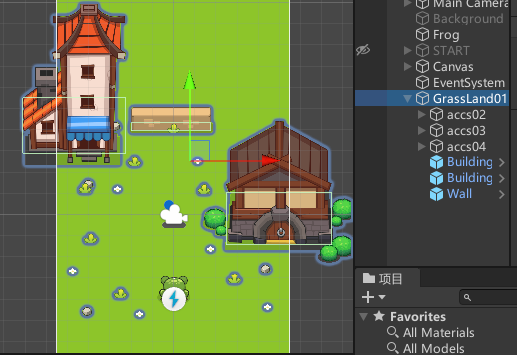 Main Camera
Background
Frog
START
Canvas
EventSystem
GrassLand01
accs02
accs03
accs04
Building
Building
Wall
项目
Favorites
All Materials
All Models